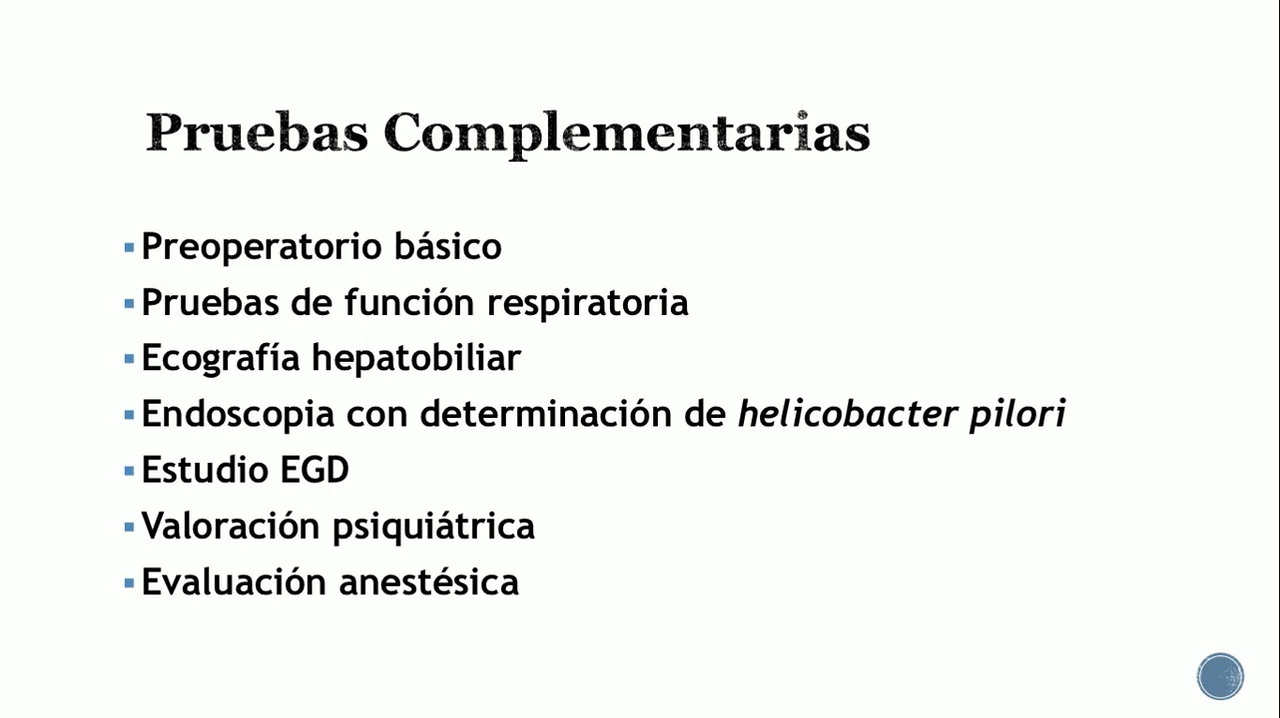 Pruebas Complementarias
Preoperatorio básico
Pruebas de función respiratoria
Ecografía hepatobiliar
Endoscopia con determinación de helicobacter pilori
Estudio EGD
Valoración psiquiátrica
Evaluación anestésica